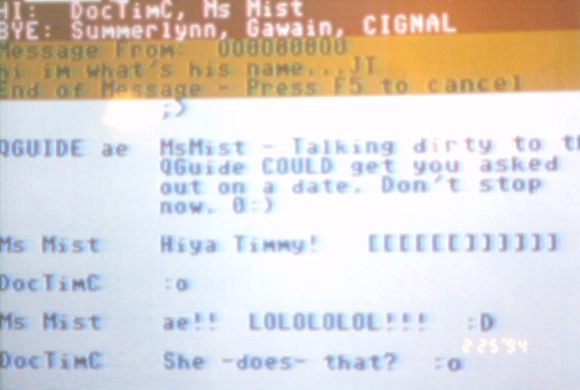 HI: DocTimC, Ms Mist
BYE: Summerlynn, Gawain, CIGNAL
Message From: 000000000
hi im what's his name...JT
End of Message - Press F5 to cancel
;>
QGUIDE ae MsMist - Talking dirty to th
QGuide COULD get you asked
out on a date. Don't stop
now. 0:)
Ms Mist Hiya Timmy! [[[[[[]]]]]]
DocTimC :o
Ms Mist ae!! LOLOLOLOL!!! :D
DocTimC She -does- that? :o
2 25'94